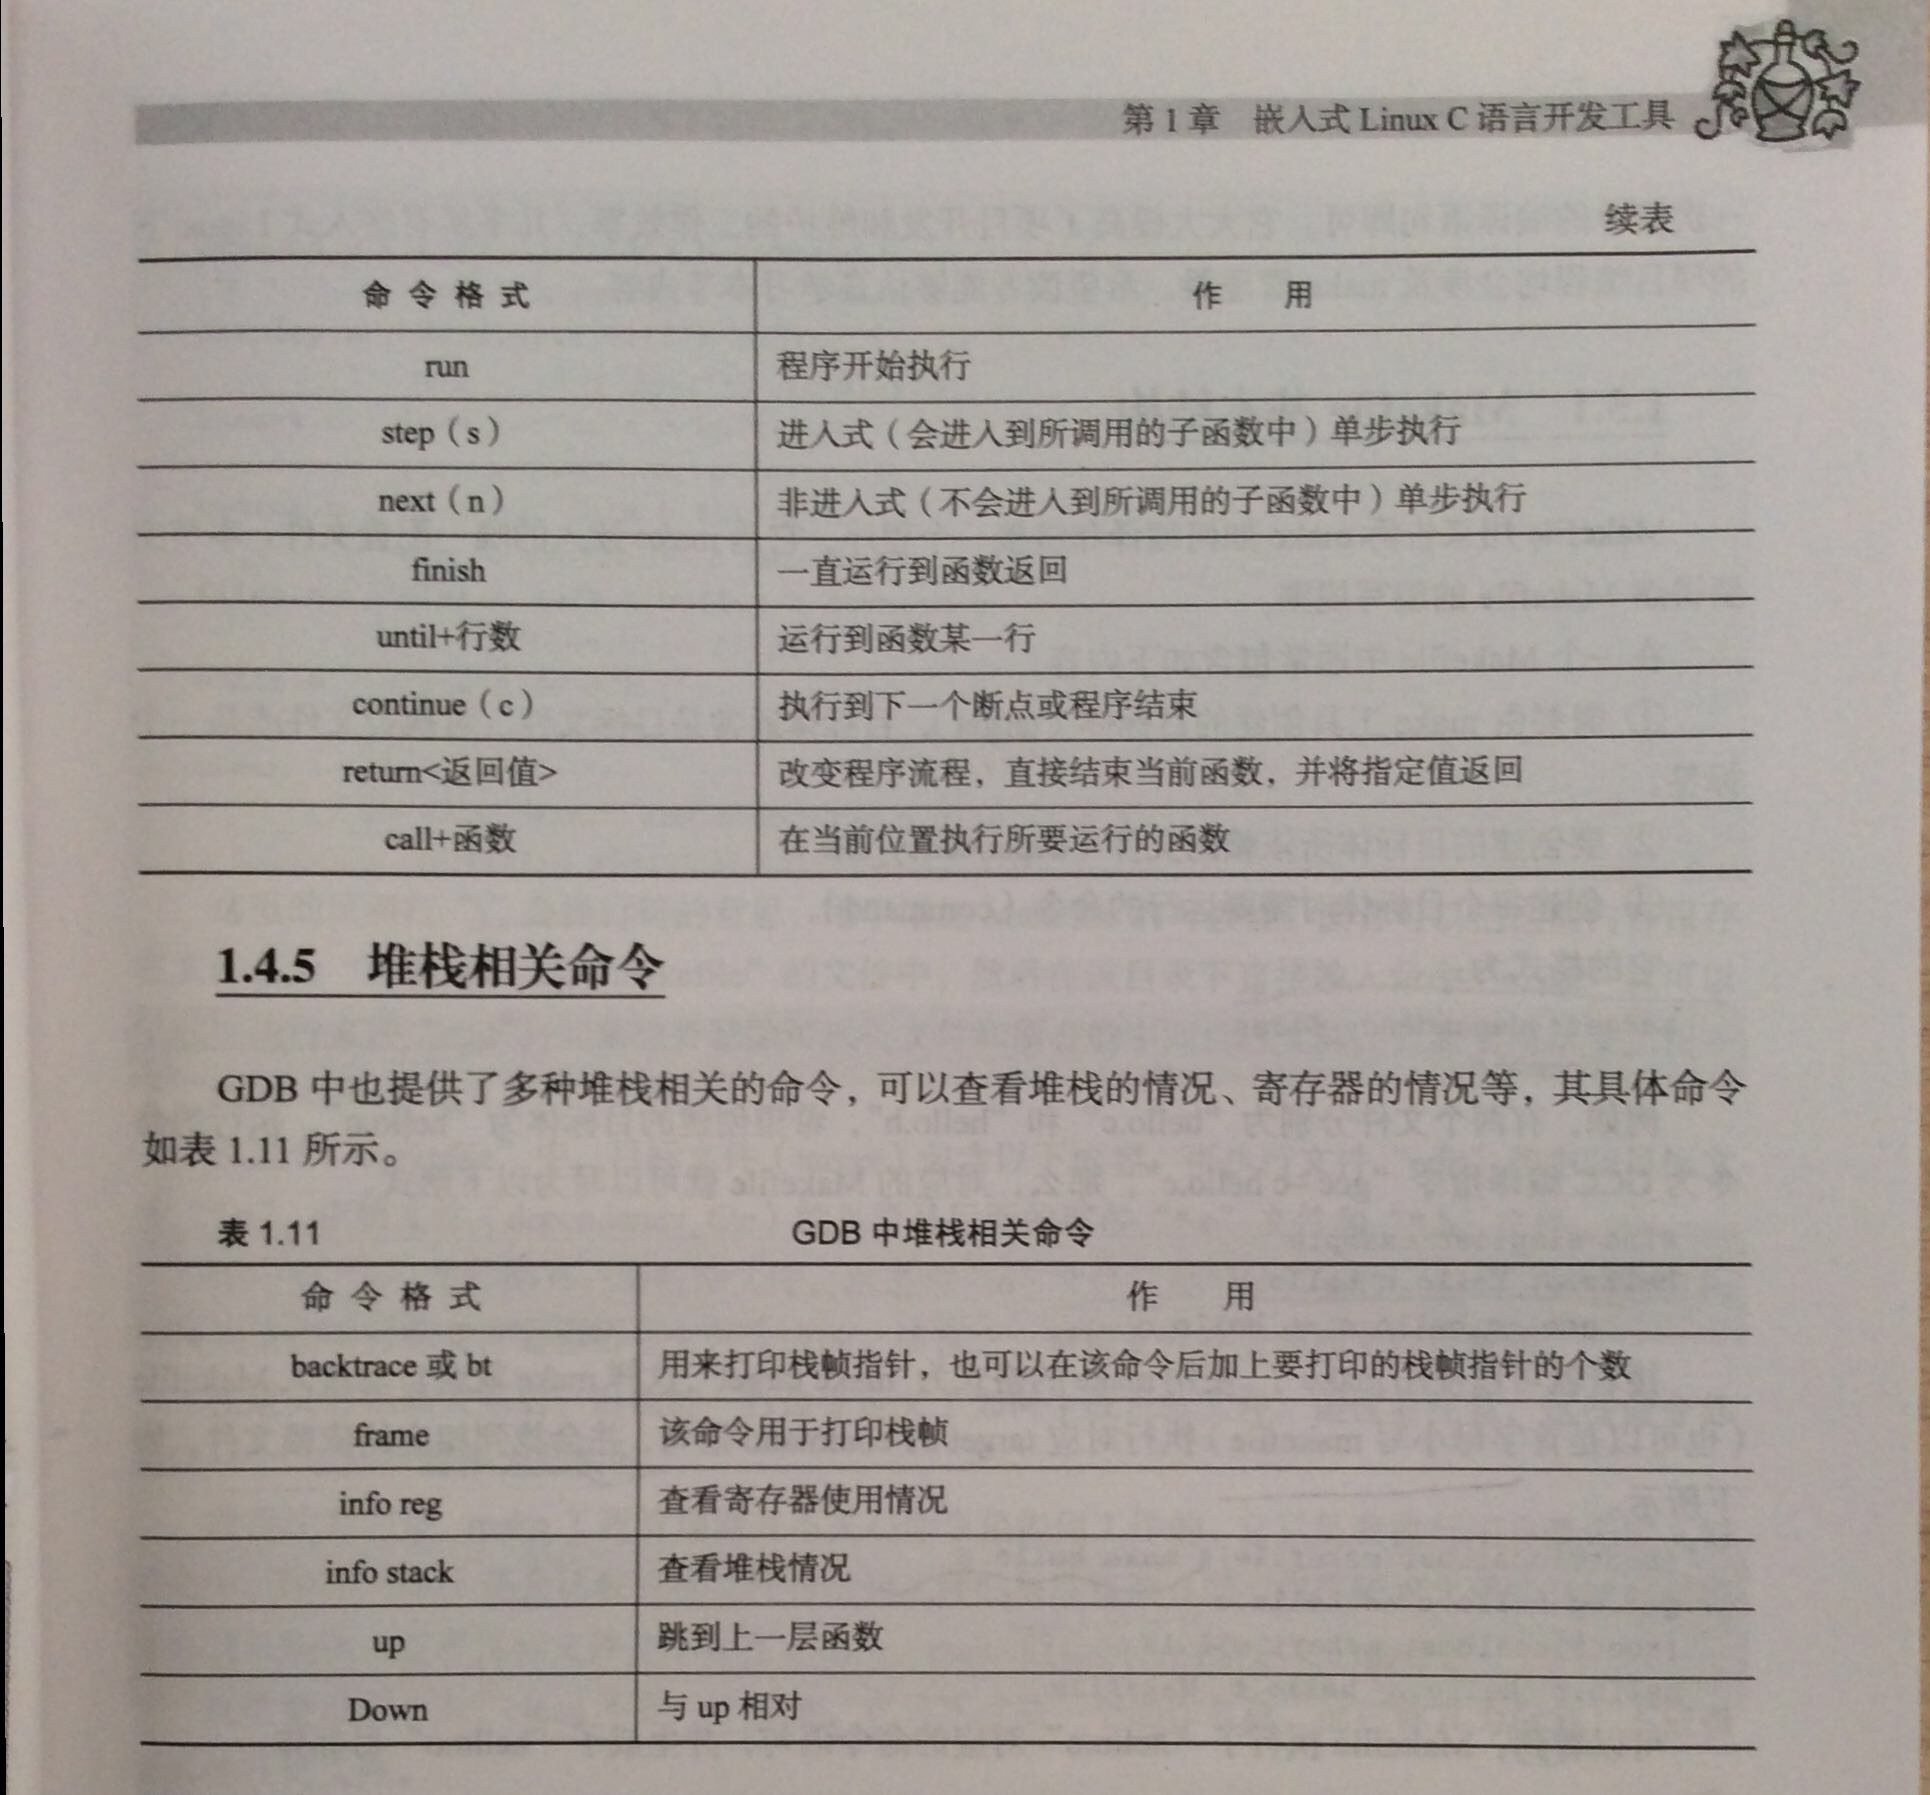 第1章 嵌入式 Linux C 语言开发工具
续表
命令格式 作用
run 程序开始执行
step（s） 进入式（会进入到所调用的子函数中）单步执行
next（n） 非进入式（不会进入到所调用的子函数中）单步执行
finish 一直运行到函数返回
until+行数 运行到函数某一行
continue（c） 执行到下一个断点或程序结束
return<返回值> 改变程序流程，直接结束当前函数，并将指定值返回
call+函数 在当前位置执行所要运行的函数
1.4.5 堆栈相关命令
GDB 中也提供了多种堆栈相关的命令，可以查看堆栈的情况、寄存器的情况等，其具体命令
如表 1.11 所示。
表 1.11 GDB 中堆栈相关命令
命令格式 作用
backtrace 或 bt 用来打印栈帧指针，也可以在该命令后加上要打印的栈帧指针的个数
frame 该命令用于打印栈帧
info reg 查看寄存器使用情况
info stack 查看堆栈情况
up 跳到上一层函数
Down 与 up 相对